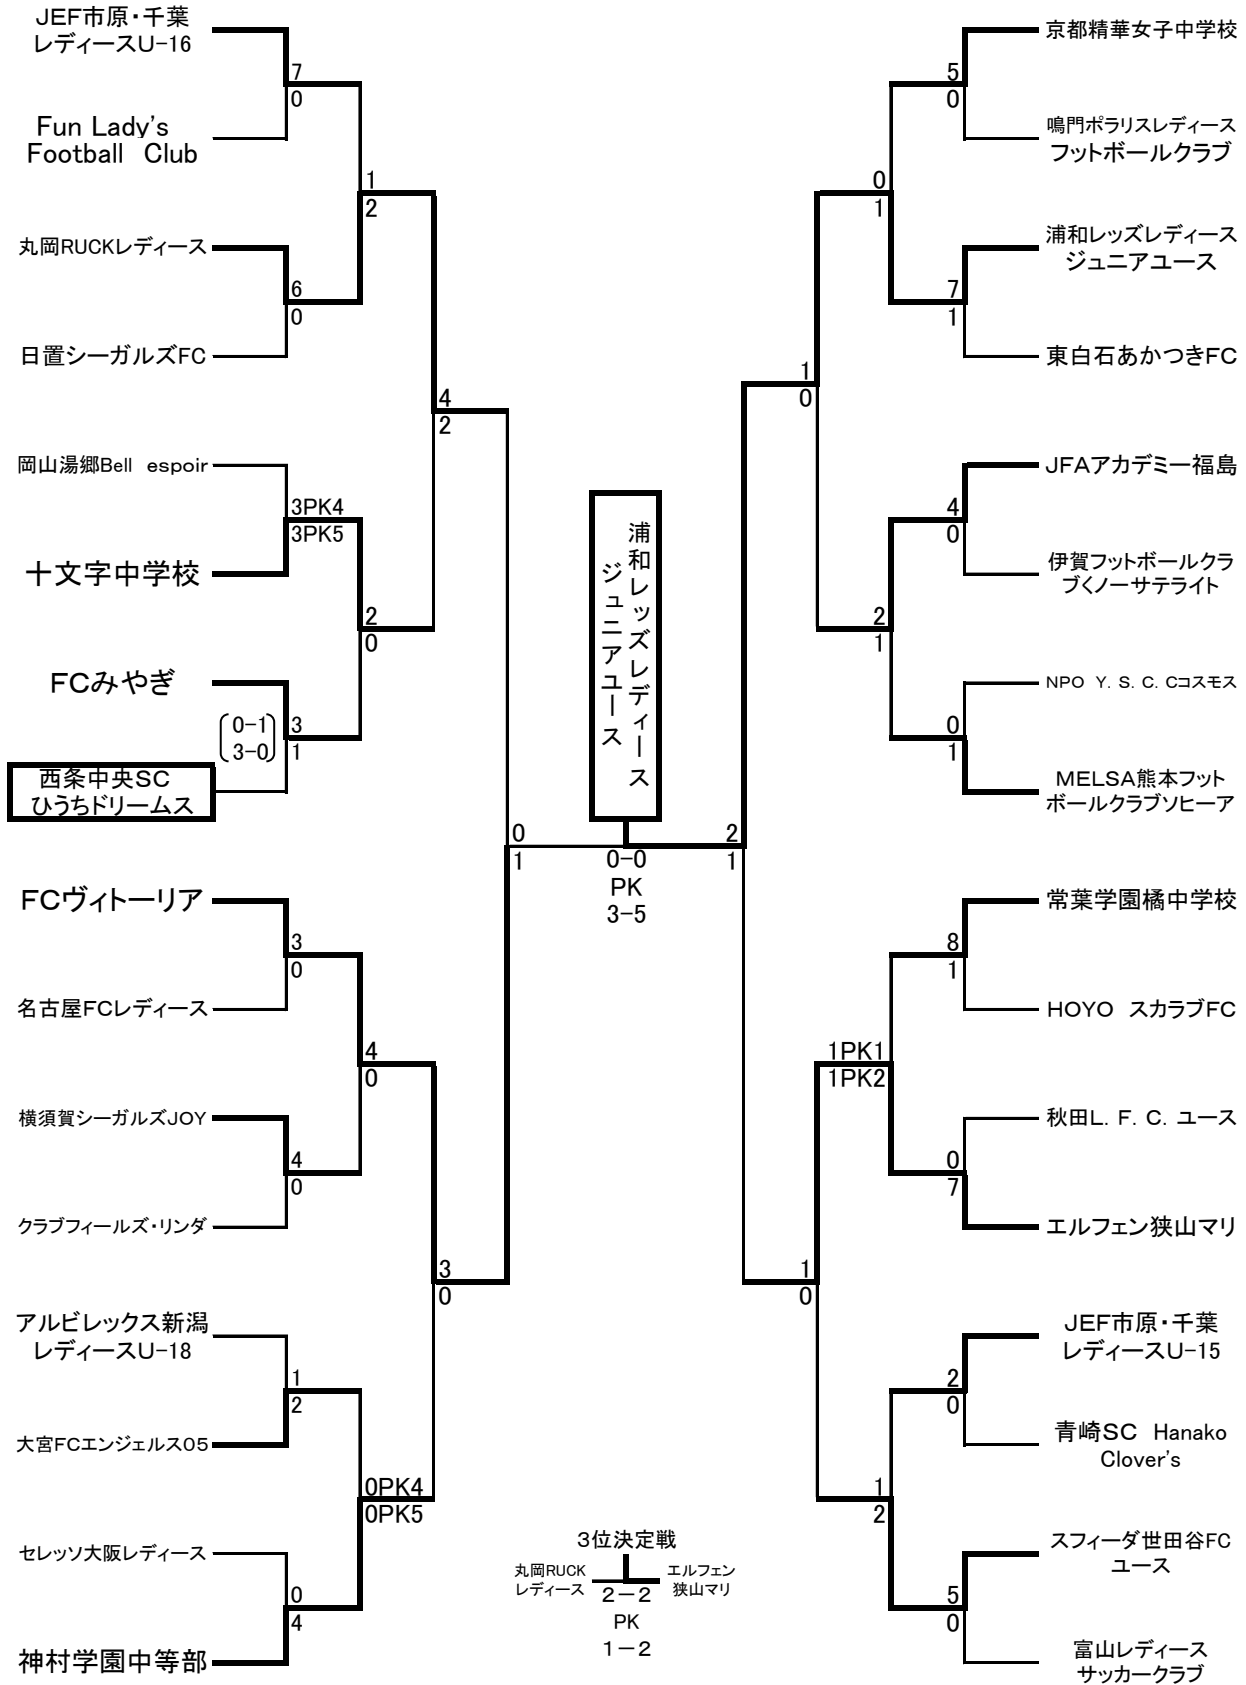 JEF市原・千葉
レディースU-16
7
0
Fun Lady's
Football Club
1
2
丸岡RUCKレディース
6
0
日置シーガルズFC
4
2
岡山湯郷Bell espoir
3PK4
3PK5
十文字中学校
2
0
FCみやぎ
(0-1
3-0)
3
1
西条中央SC
ひうちドリームス
0
1
FCヴィトーリア
3
0
名古屋FCレディース
4
0
横須賀シーガルズJOY
4
0
クラブフィールズ・リンダ
3
0
アルビレックス新潟
レディースU-18
1
2
大宮FCエンジェルス05
0PK4
0PK5
セレッソ大阪レディース
0
4
神村学園中等部
浦和レッズレディース
ジュニアユース
0-0
PK
3-5
3位決定戦
丸岡RUCK
レディース
2-2
エルフェン
狭山マリ
PK
1-2
京都精華女子中学校
5
0
鳴門ポラリスレディース
フットボールクラブ
0
1
浦和レッズレディース
ジュニアユース
7
1
東白石あかつきFC
1
0
JFAアカデミー福島
4
0
伊賀フットボールクラ
ブくノーサテライト
2
1
NPO Y. S. C. Cコスモス
0
1
MELSA熊本フット
ボールクラブソヒーア
2
1
常葉学園橘中学校
8
1
HOYO スカラブFC
1PK1
1PK2
秋田L. F. C. ユース
0
7
エルフェン狭山マリ
1
0
JEF市原・千葉
レディースU-15
2
0
青崎SC Hanako
Clover's
1
2
スフィーダ世田谷FC
ユース
5
0
富山レディース
サッカークラブ